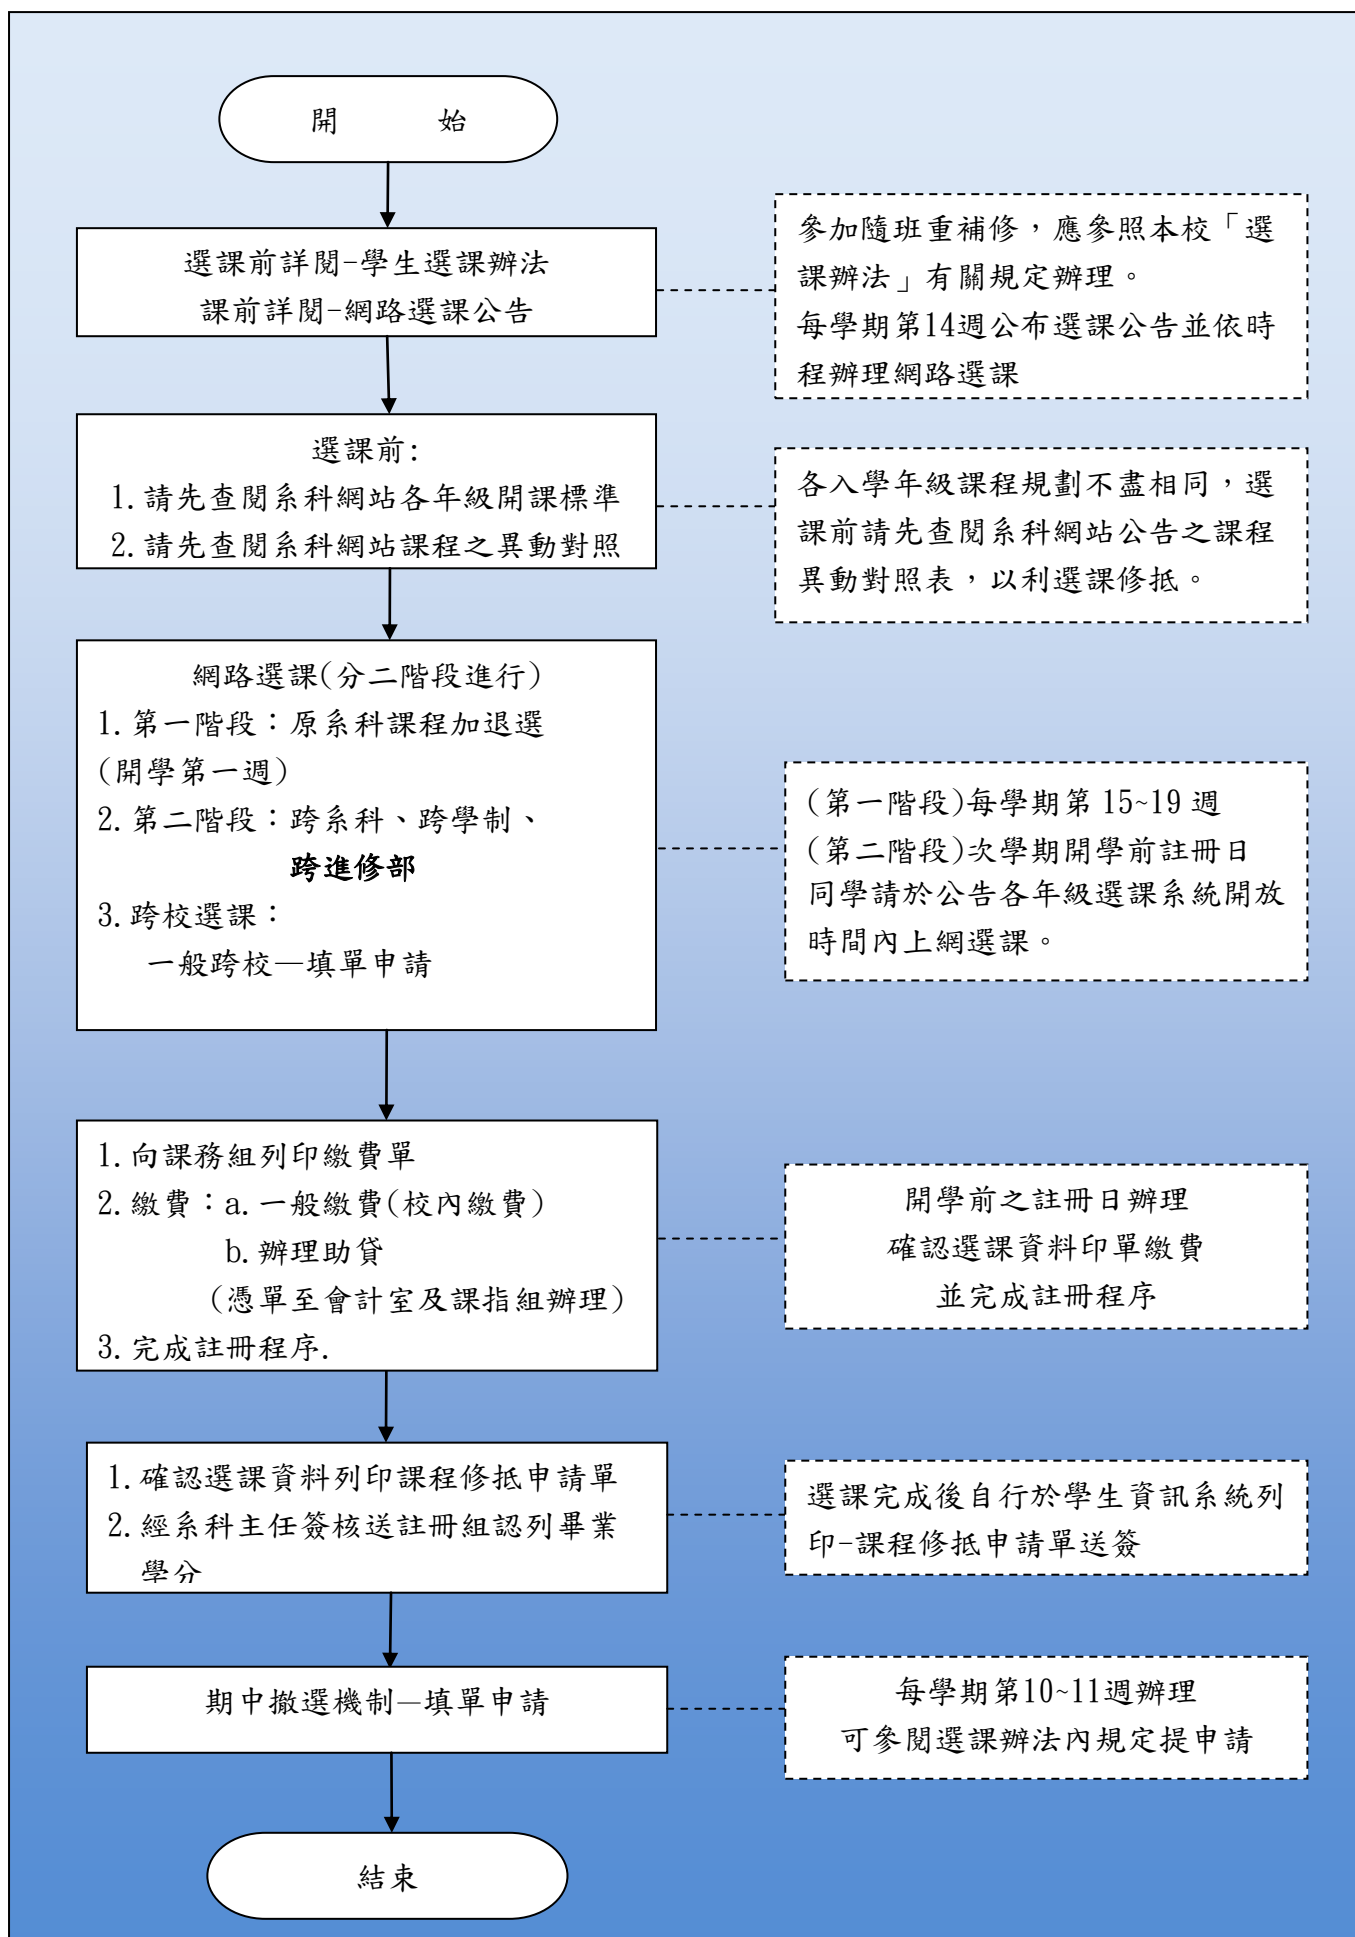 開 始
選課前詳閱-學生選課辦法
課前詳閱-網路選課公告
參加隨班重補修，應參照本校「選
課辦法」有關規定辦理。
每學期第14週公布選課公告並依時
程辦理網路選課
選課前:
1.請先查閱系科網站各年級開課標準
2.請先查閱系科網站課程之異動對照
各入學年級課程規劃不盡相同，選
課前請先查閱系科網站公告之課程
異動對照表，以利選課修抵。
網路選課(分二階段進行)
1.第一階段：原系科課程加退選
(開學第一週)
2.第二階段：跨系科、跨學制、
跨進修部
3.跨校選課：
一般跨校—填單申請
(第一階段)每學期第 15~19 週
(第二階段)次學期開學前註冊日
同學請於公告各年級選課系統開放
時間內上網選課。
1.向課務組列印繳費單
2.繳費：a.一般繳費(校內繳費)
b.辦理助貸
(憑單至會計室及課指組辦理)
3.完成註冊程序.
開學前之註冊日辦理
確認選課資料印單繳費
並完成註冊程序
1.確認選課資料列印課程修抵申請單
2.經系科主任簽核送註冊組認列畢業
學分
選課完成後自行於學生資訊系統列
印-課程修抵申請單送簽
期中撤選機制—填單申請
每學期第10~11週辦理
可參閱選課辦法內規定提申請
結束